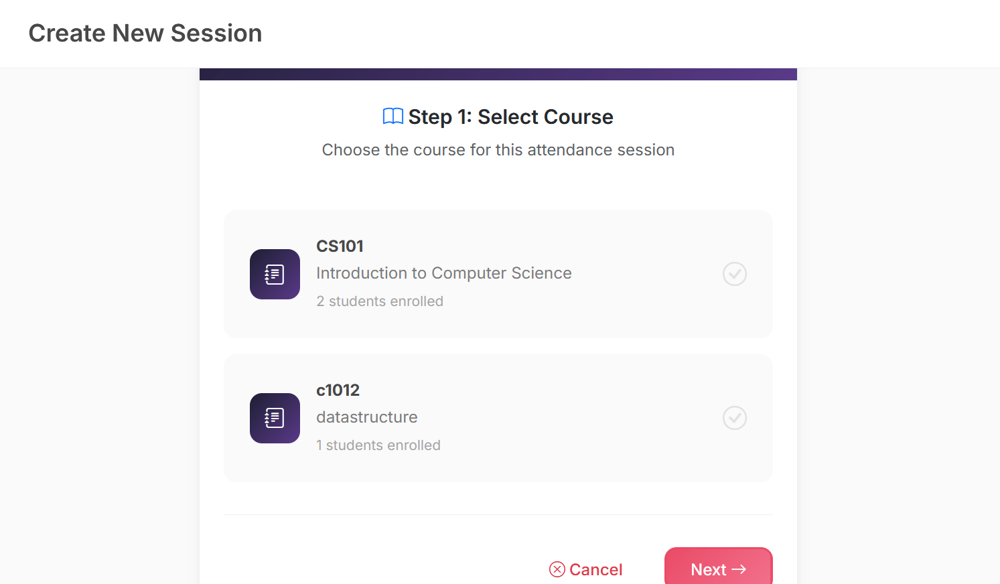 Create New Session
Step 1: Select Course
Choose the course for this attendance session
CS101
Introduction to Computer Science
2 students enrolled
c1012
datastructure
1 students enrolled
Cancel
Next →